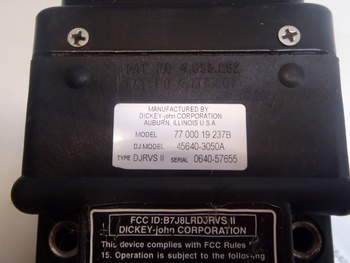 PAT NO
MANUFACTURED BY
DICKEY-john CORPORATION
AUBURN, ILLINOIS U.S.A.
MODEL 77 000 19 237B
DJ MODEL 45640-3050A
TYPE DJRVS II SERIAL 0640-57655
FCC ID:B7J8LRDJRVS II
DICKEY-john CORPORATION
This device complies with FCC Rules
15. Operation is subject to the following